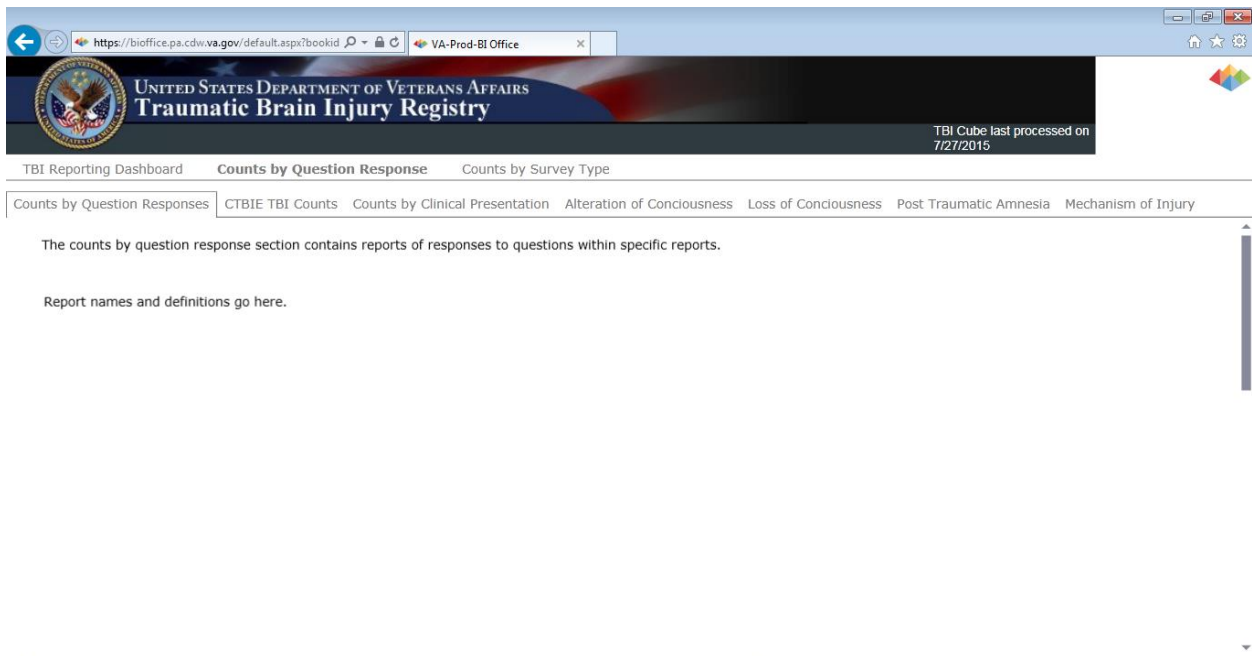 https://bioffice.pa.cdw.va.gov/default.aspx?bookid
VA-Prod-BI Office
UNITED STATES DEPARTMENT OF VETERANS AFFAIRS
Traumatic Brain Injury Registry
TBI Cube last processed on
7/27/2015
TBI Reporting Dashboard Counts by Question Response Counts by Survey Type
Counts by Question Responses CTBIE TBI Counts Counts by Clinical Presentation Alteration of Conciousness Loss of Conciousness Post Traumatic Amnesia Mechanism of Injury
The counts by question response section contains reports of responses to questions within specific reports.
Report names and definitions go here.